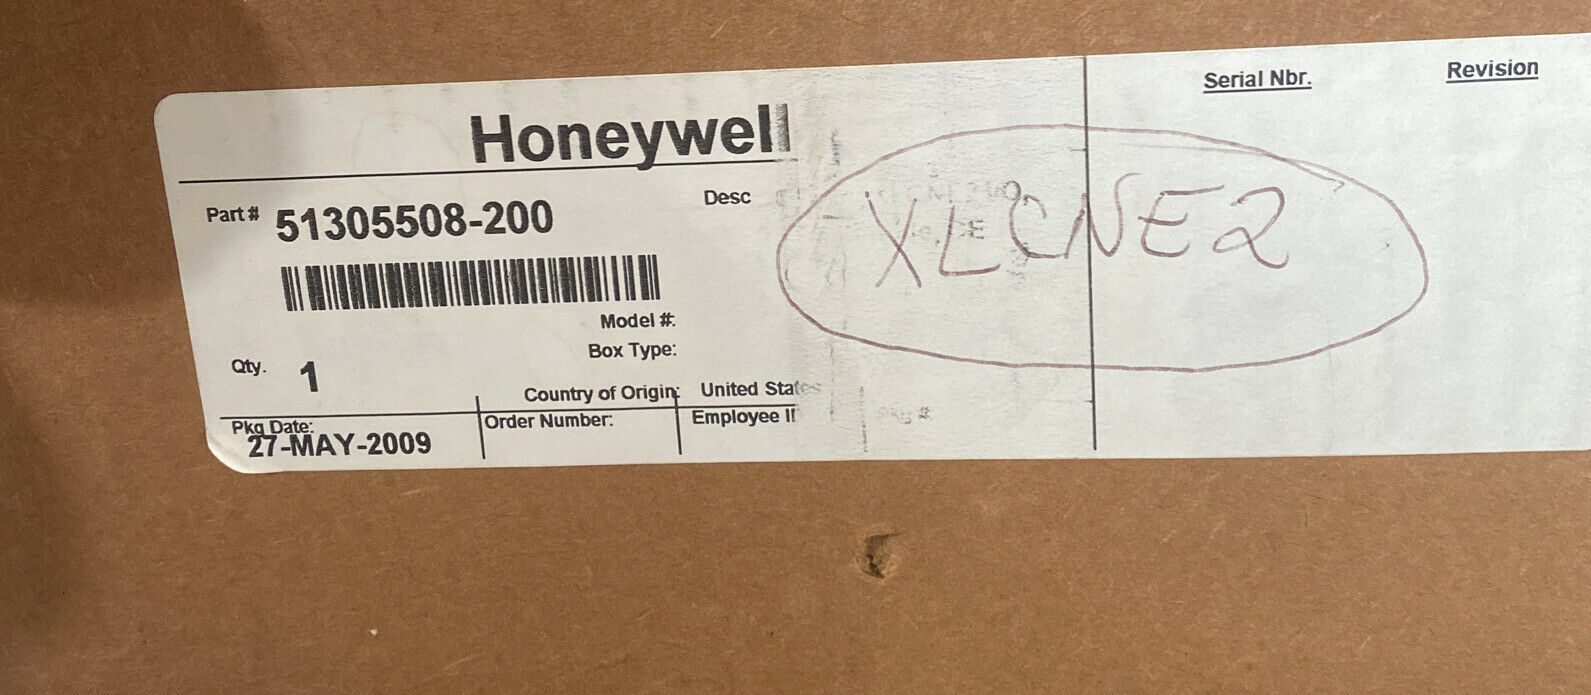 Honeywell
Serial Nbr.
Revision
Part# 51305508-200
Desc
XLCNE2
Model #:
Box Type:
Qty. 1
Country of Origin: United States
Pkg Date:
27-MAY-2009
Order Number:
Employee I